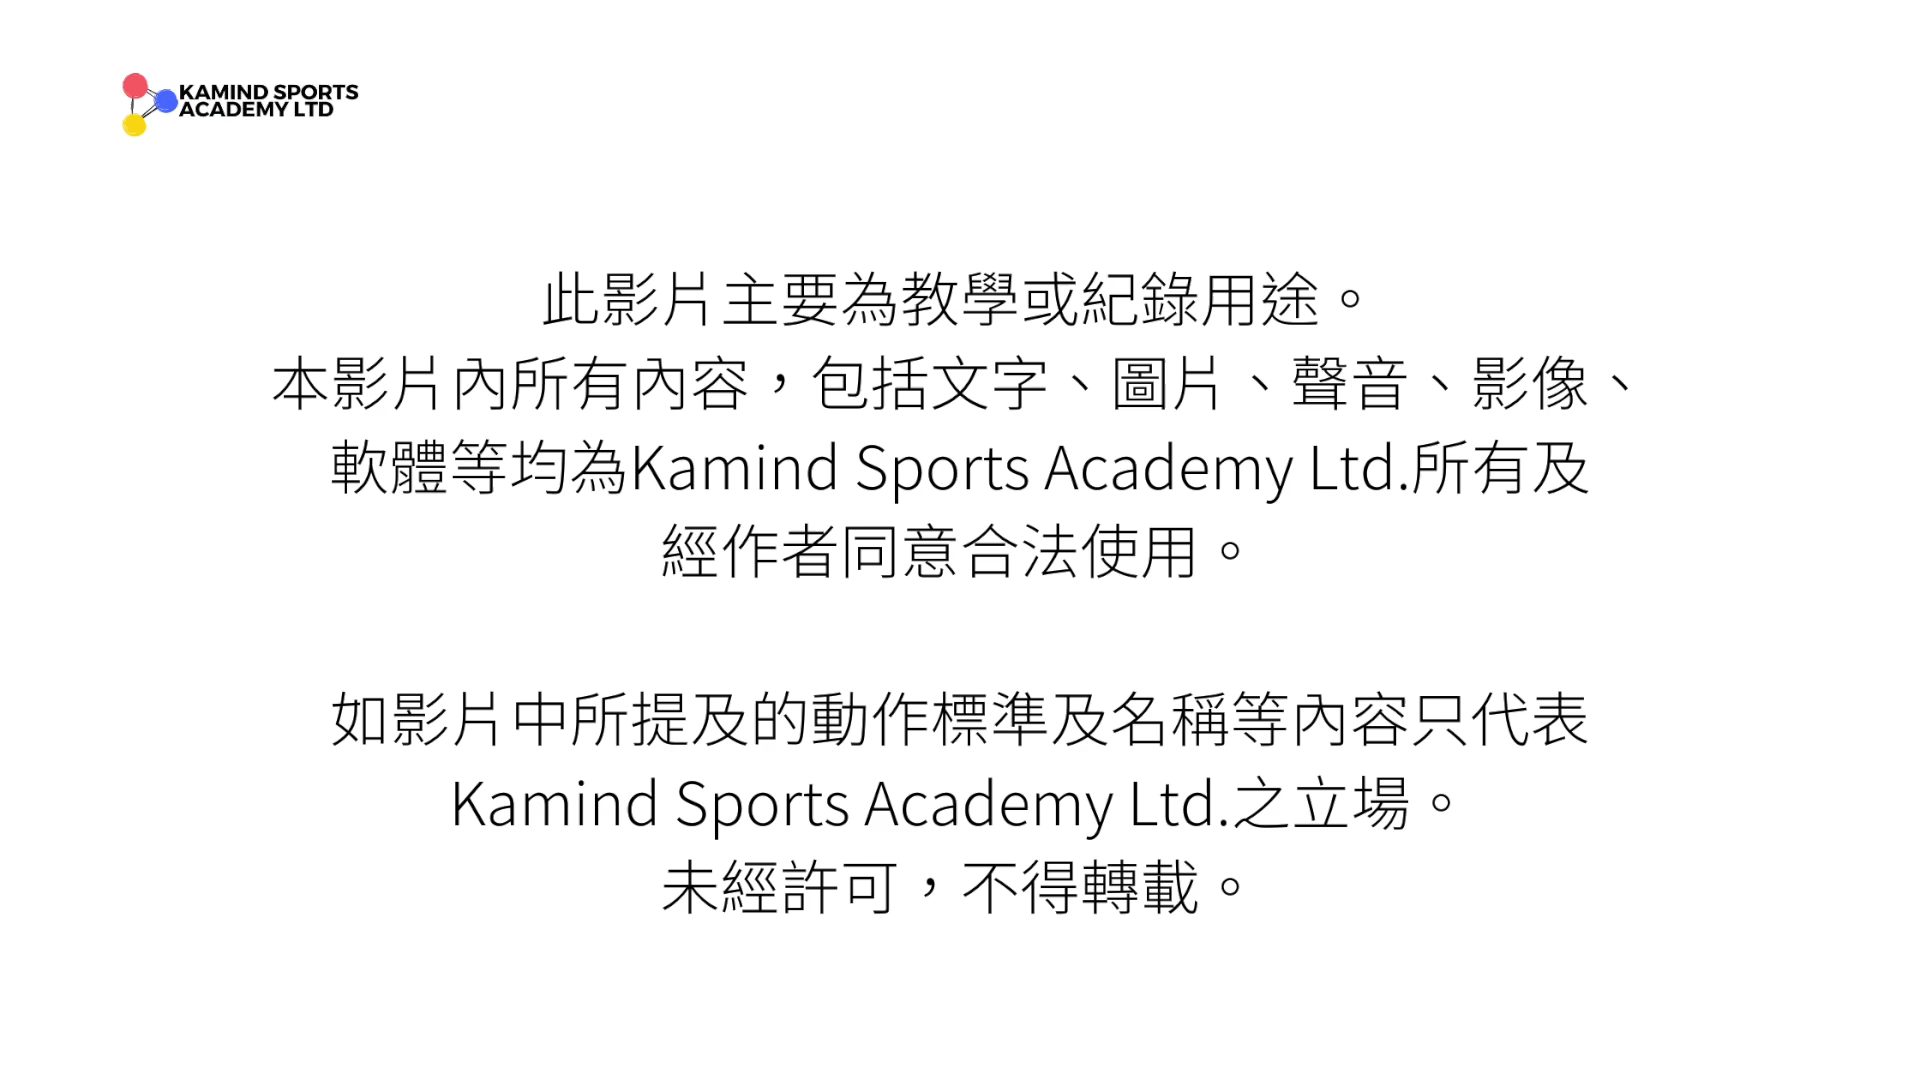 KAMIND SPORTS
ACADEMY LTD
此影片主要為教學或紀錄用途。
本影片內所有內容，包括文字、圖片、聲音、影像、
軟體等均為Kamind Sports Academy Ltd.所有及
經作者同意合法使用。
如影片中所提及的動作標準及名稱等內容只代表
Kamind Sports Academy Ltd.之立場。
未經許可，不得轉載。